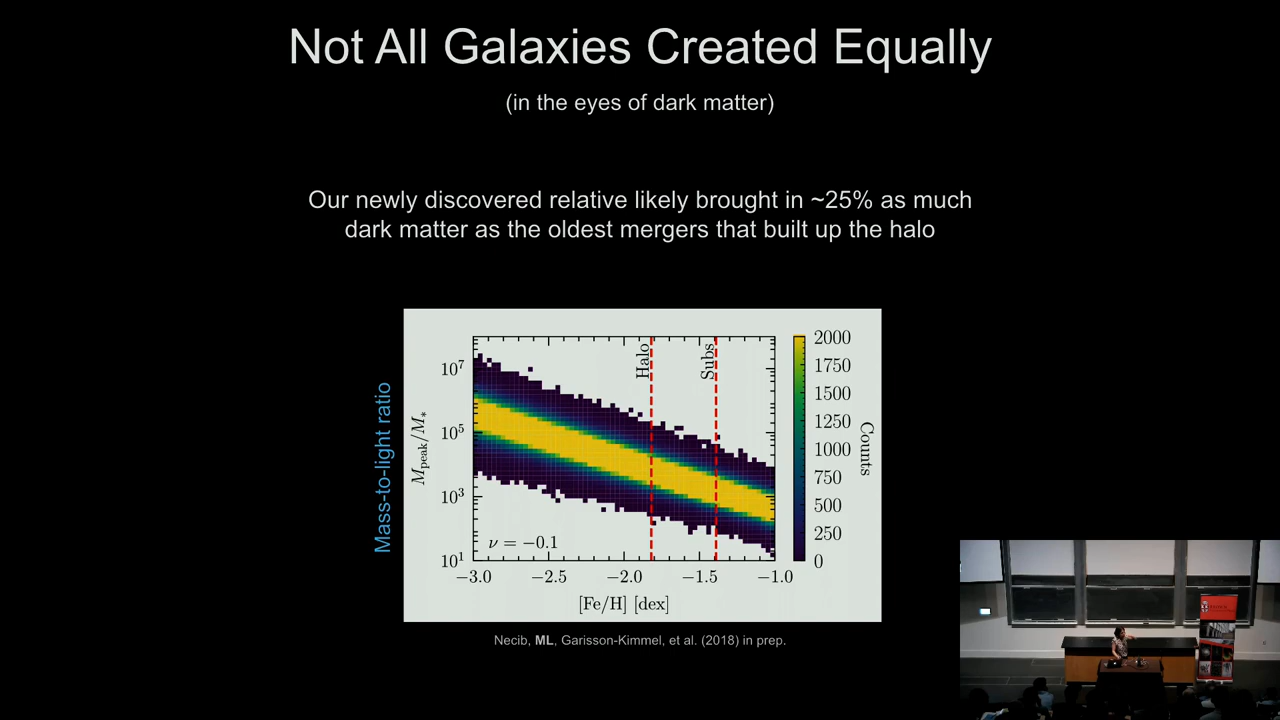 Not All Galaxies Created Equally
(in the eyes of dark matter)
Our newly discovered relative likely brought in ~25% as much
dark matter as the oldest mergers that built up the halo
Mass-to-light ratio
M_peak/M_*
10^7
10^5
10^3
10^1
Halo
Subs
ν = −0.1
−3.0 −2.5 −2.0 −1.5 −1.0
[Fe/H] [dex]
2000
1750
1500
1250
1000
750
500
250
0
Counts
Necib, ML, Garisson-Kimmel, et al. (2018) in prep.